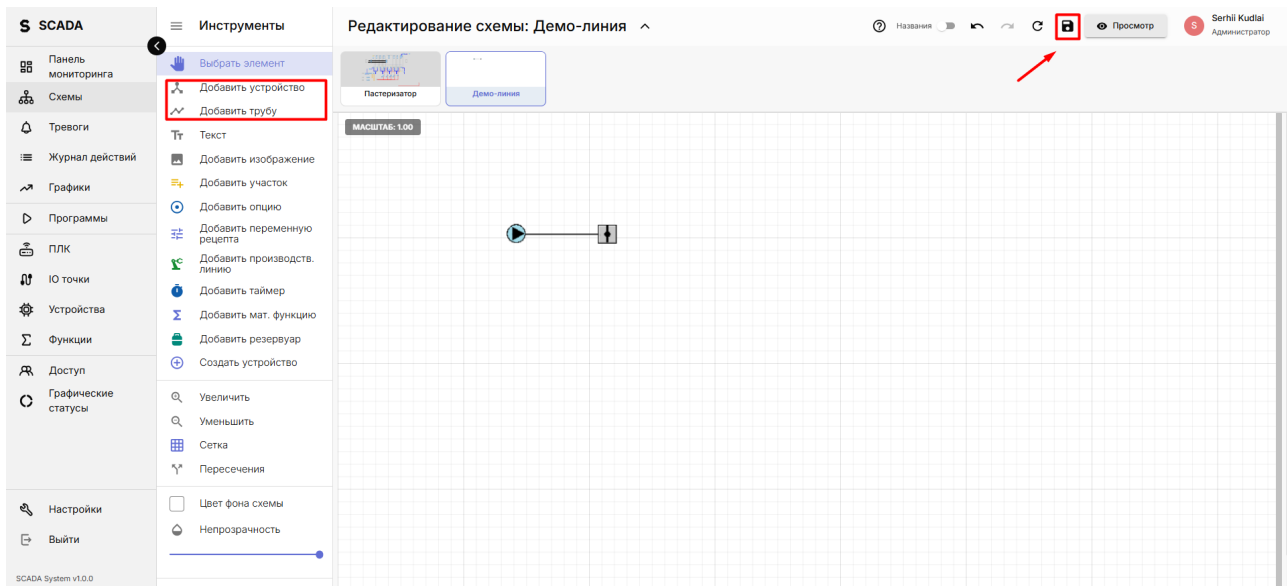 S SCADA
Панель
мониторинга
Схемы
Тревоги
Журнал действий
Графики
Программы
ПЛК
IO точки
Устройства
Функции
Доступ
Графические
статусы
Настройки
Выйти
SCADA System v1.0.0
Инструменты
Выбрать элемент
Добавить устройство
Добавить трубу
Тт Текст
Добавить изображение
Добавить участок
Добавить опцию
Добавить переменную
рецепта
Добавить производств.
линию
Добавить таймер
Σ Добавить мат. функцию
Добавить резервуар
Создать устройство
Увеличить
Уменьшить
Сетка
Пересечения
Цвет фона схемы
Непрозрачность
Редактирование схемы: Демо-линия
Названия
Просмотр
S
Serhii Kudlai
Администратор
Пастеризатор
Демо-линия
МАСШТАБ: 1.00